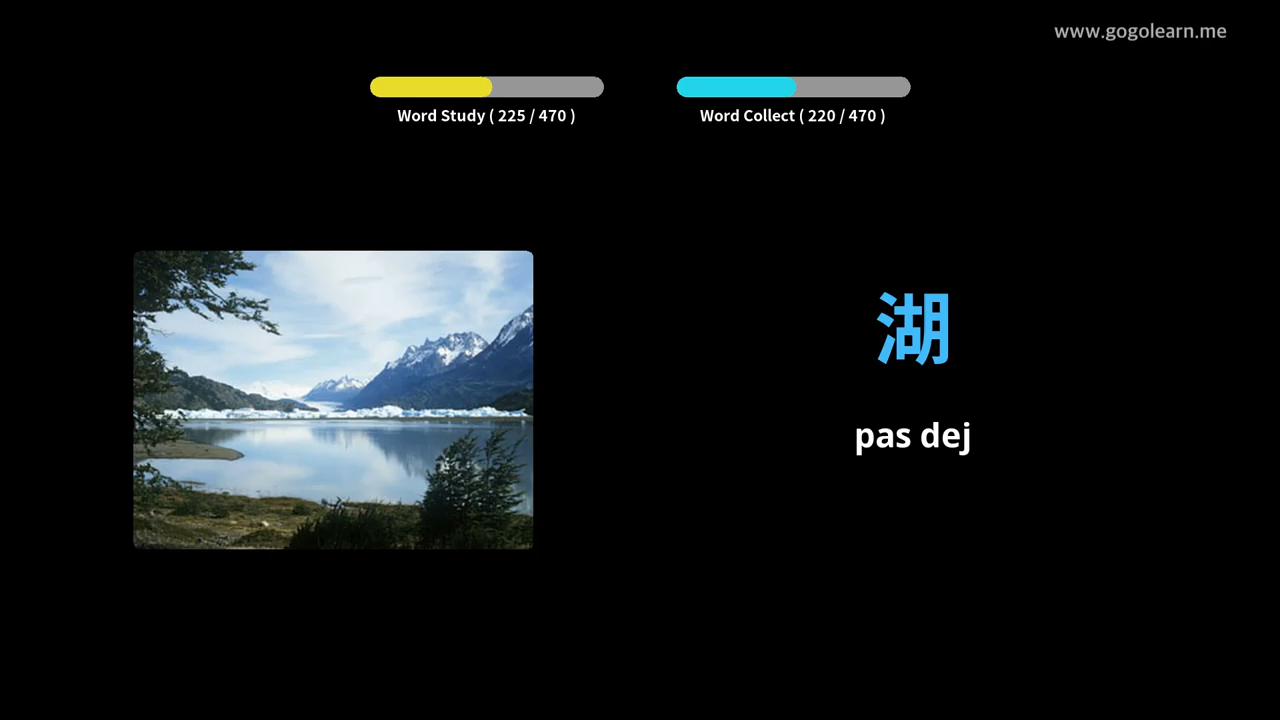 www.gogolearn.me
Word Study ( 225 / 470 )
Word Collect ( 220 / 470 )
湖
pas dej